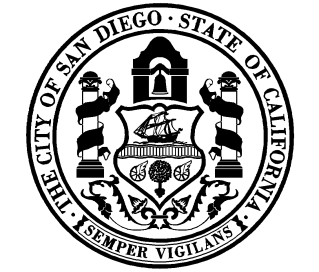 · THE CITY OF SAN DIEGO · STATE OF CALIFORNIA ·
SEMPER VIGILANS